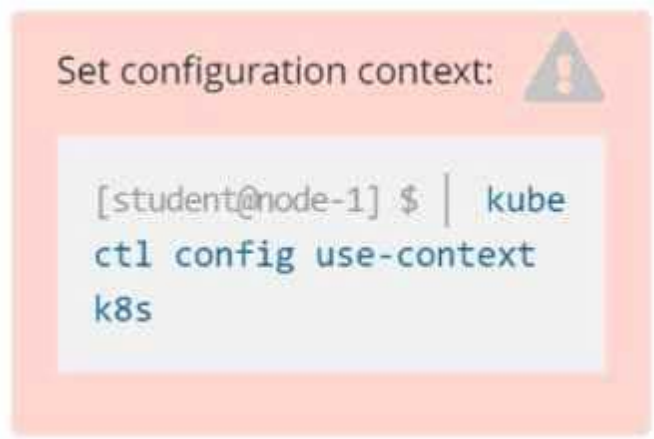 Set configuration context:
[student@node-1] $ | kube
ctl config use-context
k8s